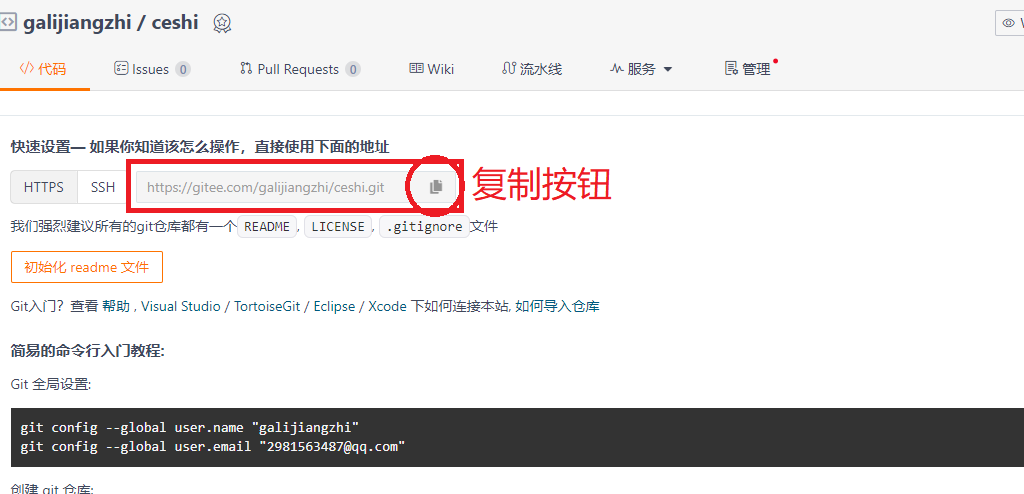 galijiangzhi / ceshi
代码 Issues 0 Pull Requests 0 Wiki 流水线 服务 管理
快速设置— 如果你知道该怎么操作，直接使用下面的地址
HTTPS SSH https://gitee.com/galijiangzhi/ceshi.git 复制按钮
我们强烈建议所有的git仓库都有一个 README, LICENSE, .gitignore 文件
初始化 readme 文件
Git入门？查看 帮助 , Visual Studio / TortoiseGit / Eclipse / Xcode 下如何连接本站, 如何导入仓库
简易的命令行入门教程:
Git 全局设置:
git config --global user.name "galijiangzhi"
git config --global user.email "2981563487@qq.com"
创建 git 仓库: